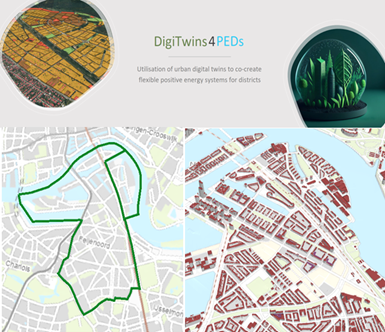 DigiTwins4PEDs
Utilisation of urban digital twins to co-create
flexible positive energy systems for districts
Feijenoord
Charlois